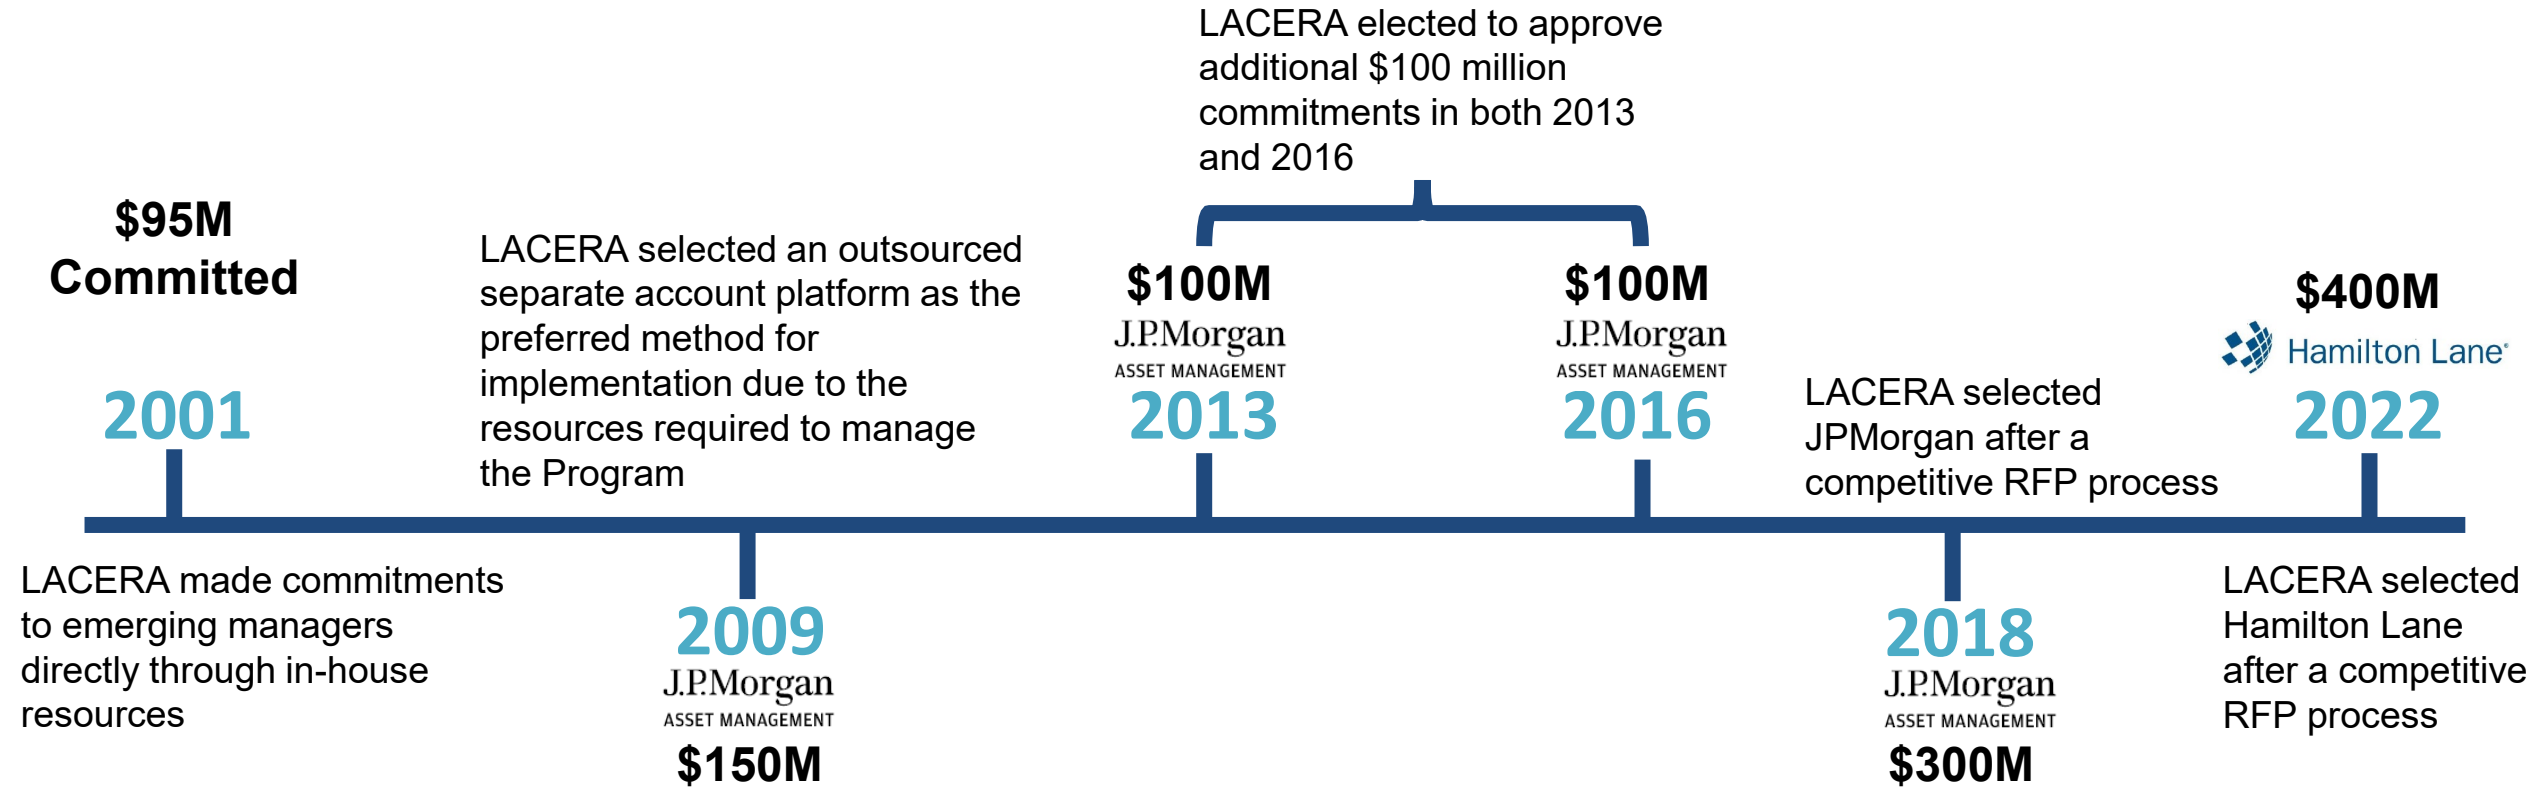 LACERA elected to approve
additional $100 million
commitments in both 2013
and 2016
$95M
Committed
2001
LACERA made commitments
to emerging managers
directly through in-house
resources
LACERA selected an outsourced
separate account platform as the
preferred method for
implementation due to the
resources required to manage
the Program
2009
J.P.Morgan
ASSET MANAGEMENT
$150M
$100M
J.P.Morgan
ASSET MANAGEMENT
2013
$100M
J.P.Morgan
ASSET MANAGEMENT
2016
LACERA selected
JPMorgan after a
competitive RFP process
2018
J.P.Morgan
ASSET MANAGEMENT
$300M
$400M
Hamilton Lane®
2022
LACERA selected
Hamilton Lane
after a competitive
RFP process